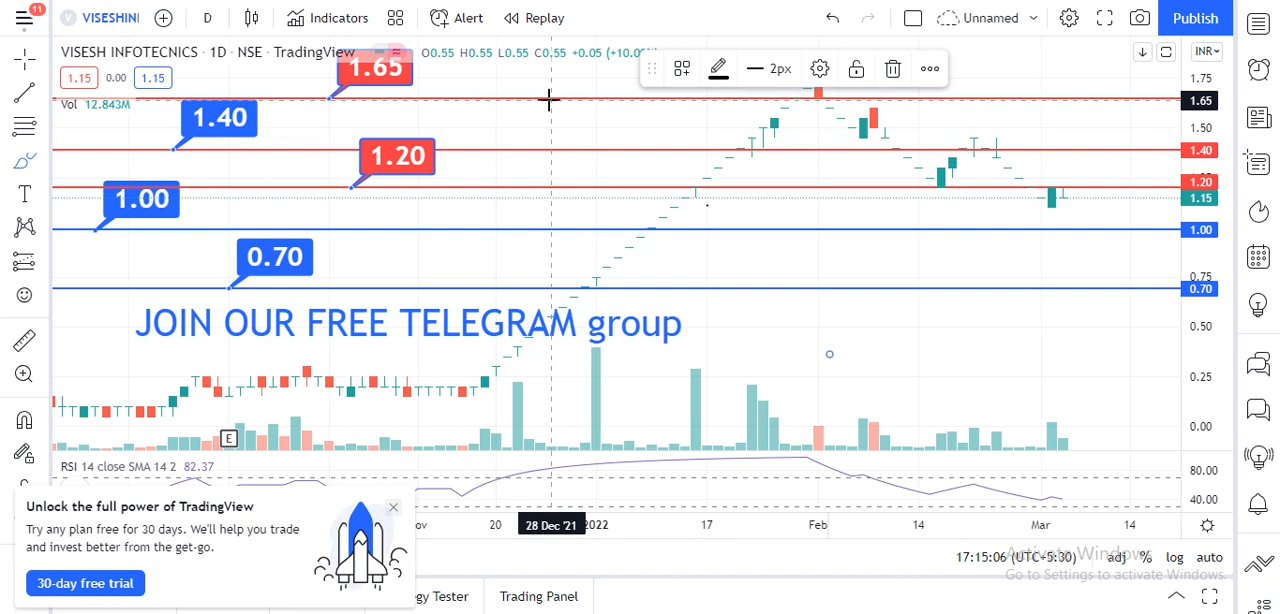 11
VISESHINI
D
Indicators
Alert
Replay
Unnamed
Publish
VISESH INFOTECNICS · 1D · NSE · TradingView
O0.55 H0.55 L0.55 C0.55 +0.05
INR
1.15 0.00 1.15
Vol 12.843M
2px
1.65
1.40
1.20
1.00
0.70
JOIN OUR FREE TELEGRAM group
E
1.75
1.65
1.50
1.40
1.20
1.15
1.00
0.75
0.70
0.50
0.25
0.00
RSI 14 close SMA 14 2 82.37
80.00
40.00
20
28 Dec '21
2022
17
Feb
14
Mar
14
Unlock the full power of TradingView
Try any plan free for 30 days. We'll help you trade
and invest better from the get-go.
30-day free trial
17:15:06 (UTC+5:30)
adj
%
log
auto
Activate Windows
Go to Settings to activate Windows.
Tester
Trading Panel